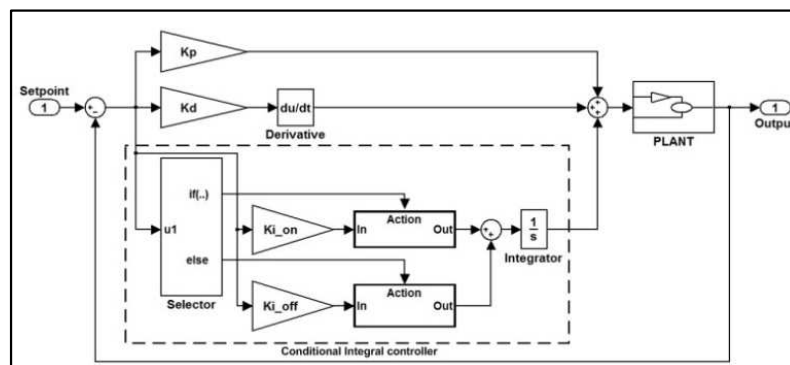 Kp
Setpoint
1
+
−
Kd
du/dt
Derivative
+
+
+
PLANT
1
Output
if(..)
Action
u1
Ki_on
In
Out
+
+
1
s
Integrator
else
Action
Selector
Ki_off
In
Out
Conditional Integral controller